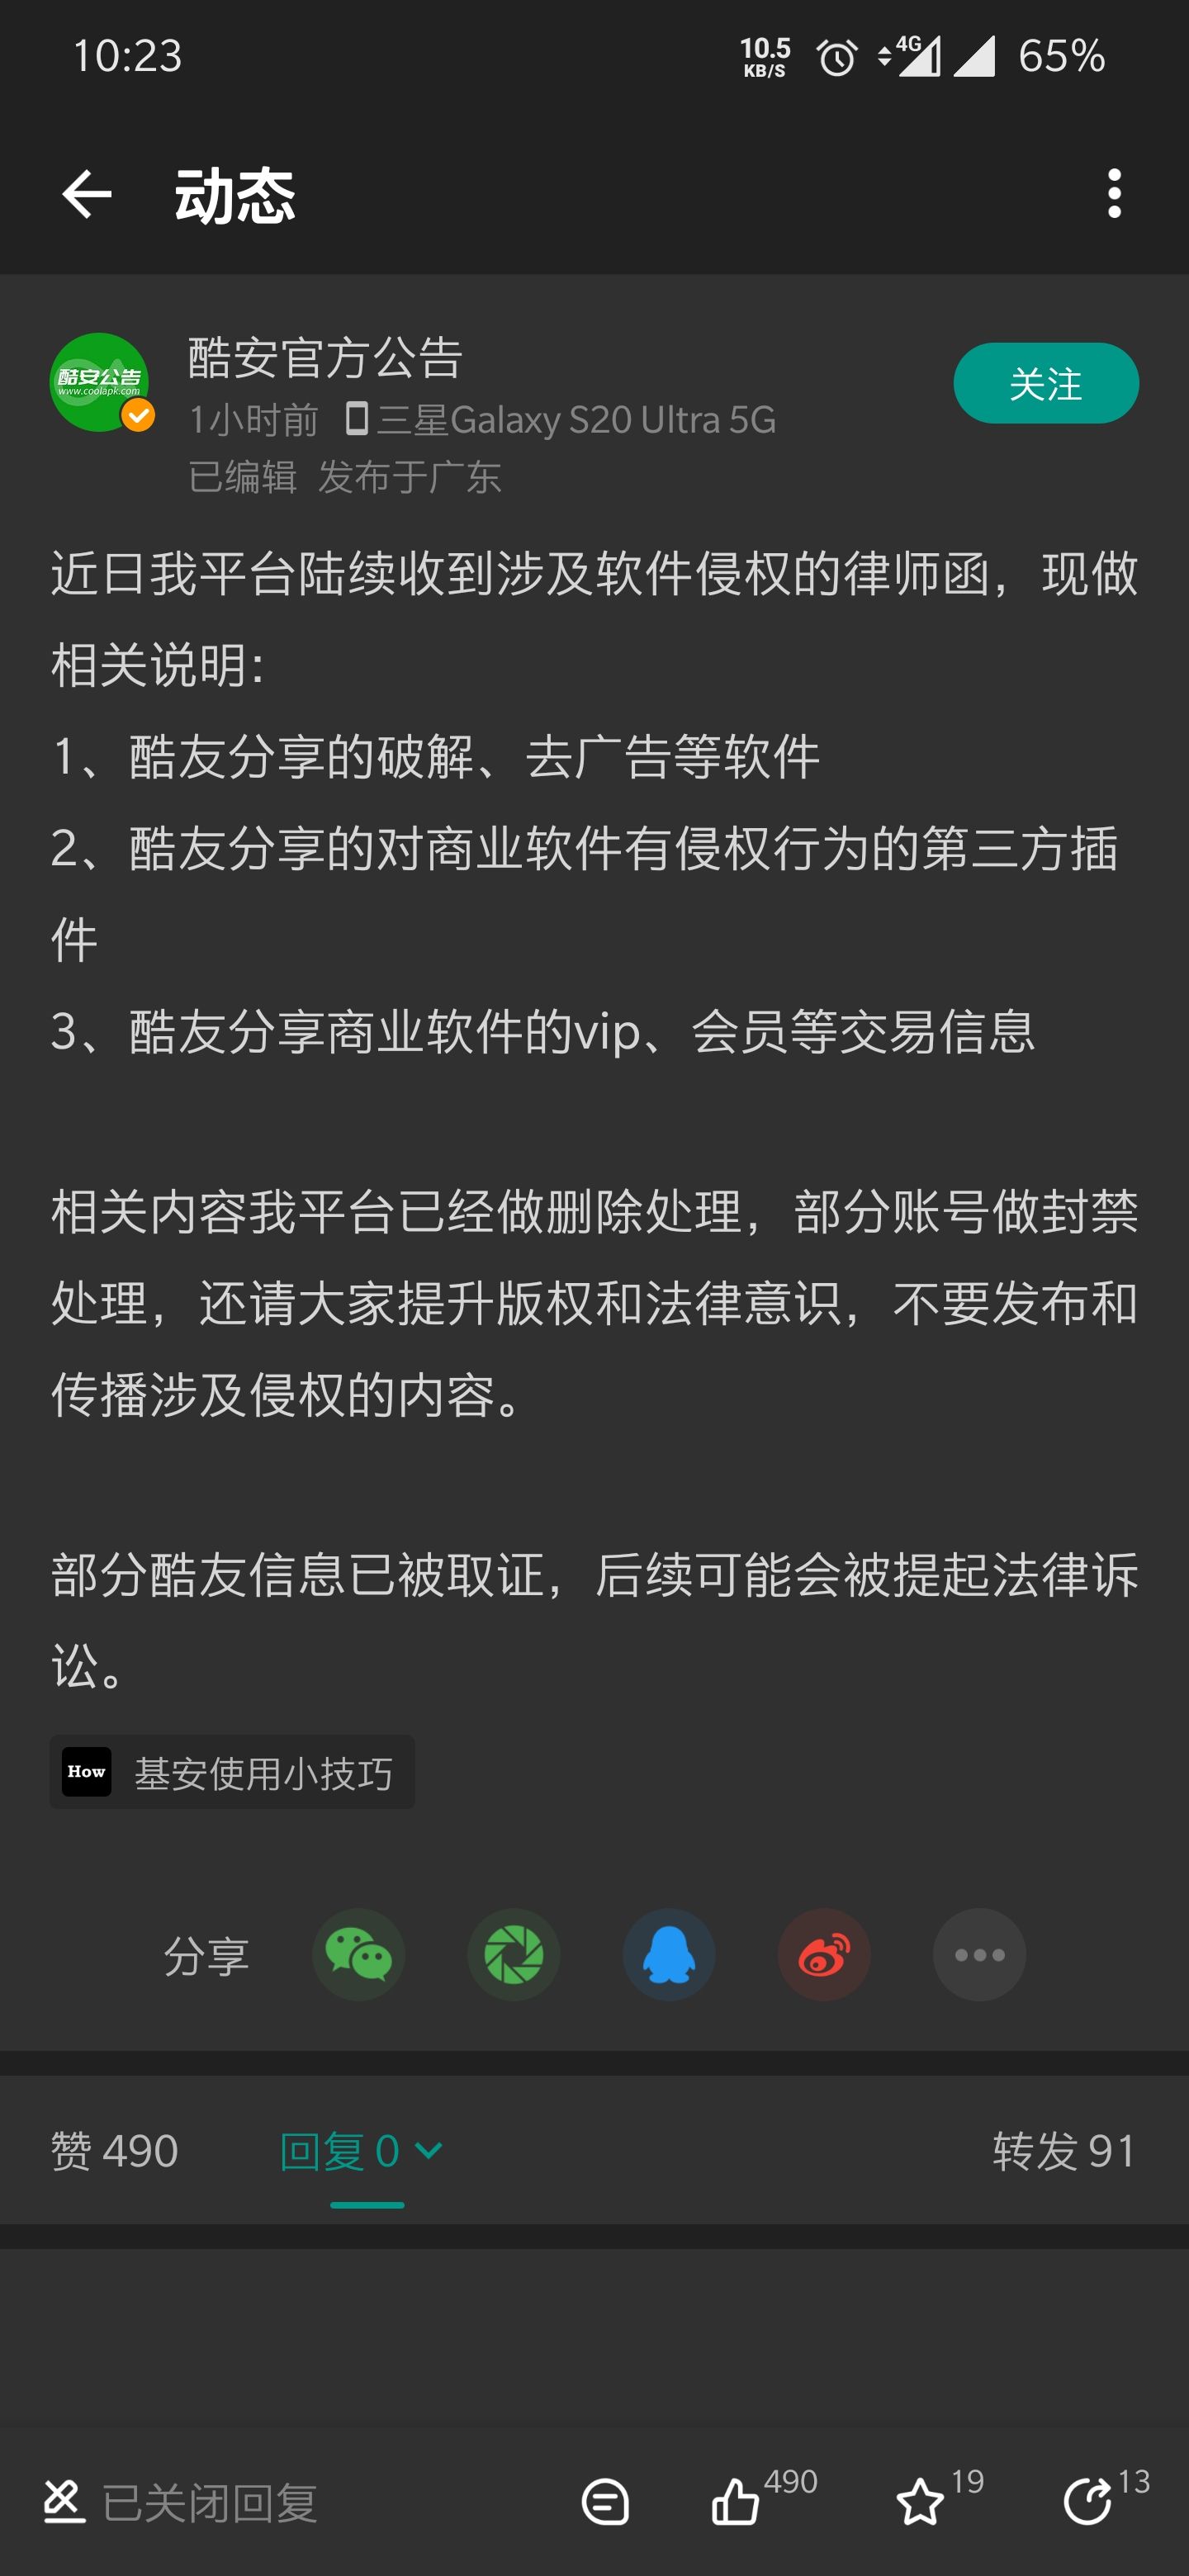 10:23
10.5
KB/S
4G
65%
动态
酷安公告
www.coolapk.com
酷安官方公告
关注
1小时前 三星Galaxy S20 Ultra 5G
已编辑 发布于广东
近日我平台陆续收到涉及软件侵权的律师函，现做
相关说明：
1、酷友分享的破解、去广告等软件
2、酷友分享的对商业软件有侵权行为的第三方插
件
3、酷友分享商业软件的vip、会员等交易信息
相关内容我平台已经做删除处理，部分账号做封禁
处理，还请大家提升版权和法律意识，不要发布和
传播涉及侵权的内容。
部分酷友信息已被取证，后续可能会被提起法律诉
讼。
How 基安使用小技巧
分享
赞 490 回复 0 转发 91
已关闭回复 490 19 13